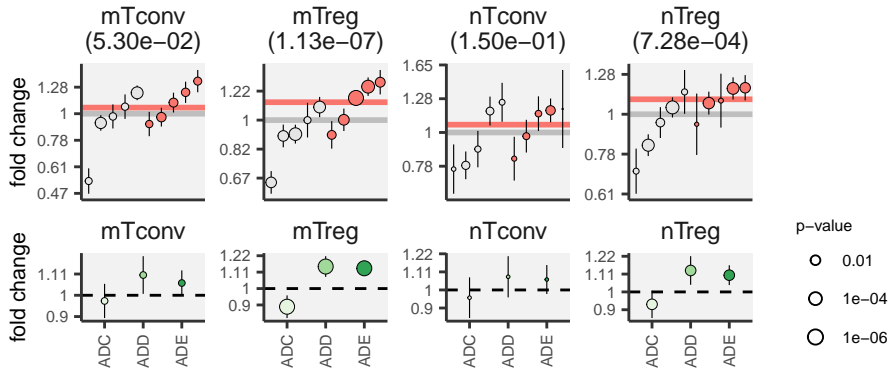 mTconv
(5.30e−02)
mTreg
(1.13e−07)
nTconv
(1.50e−01)
nTreg
(7.28e−04)
fold change
1.28
1
0.78
0.61
0.47
1.22
1
0.82
0.67
1.65
1.28
1
0.78
1.28
1
0.78
0.61
mTconv
mTreg
nTconv
nTreg
fold change
1.11
1
0.9
1.22
1.11
1
0.9
1.22
1.11
1
0.9
1.22
1.11
1
0.9
ADC
ADD
ADE
ADC
ADD
ADE
ADC
ADD
ADE
ADC
ADD
ADE
p−value
0.01
1e−04
1e−06